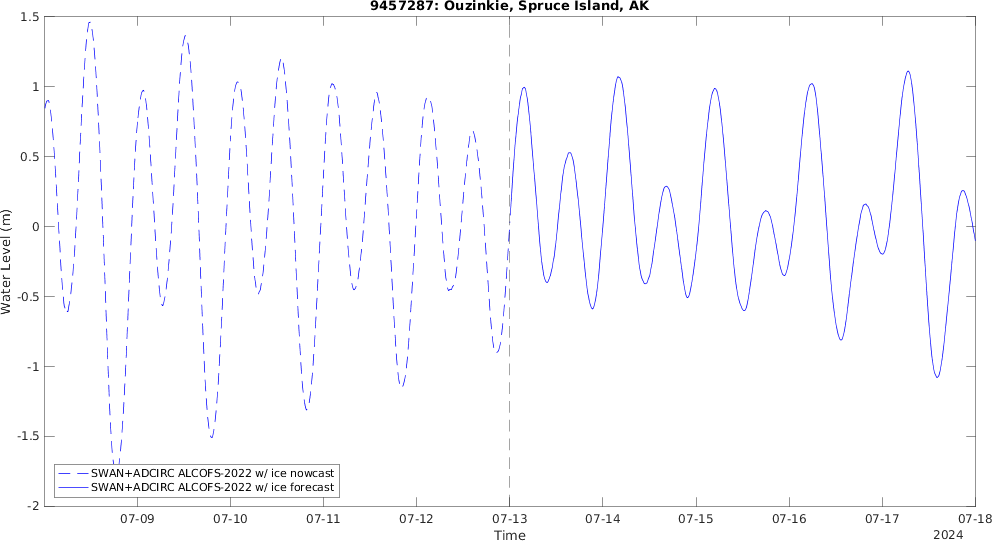 9457287: Ouzinkie, Spruce Island, AK
1.5
1
0.5
0
-0.5
-1
-1.5
-2
Water Level (m)
SWAN+ADCIRC ALCOFS-2022 w/ ice nowcast
SWAN+ADCIRC ALCOFS-2022 w/ ice forecast
07-09 07-10 07-11 07-12 07-13 07-14 07-15 07-16 07-17 07-18
Time
2024